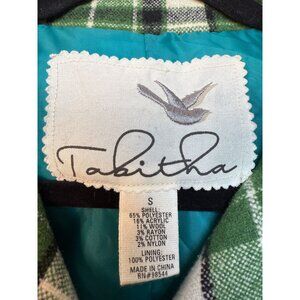 Tabitha
S
SHELL:
65% POLYESTER
16% ACRYLIC
11% WOOL
3% RAYON
3% COTTON
2% NYLON
LINING:
100% POLYESTER
MADE IN CHINA
RN#98544